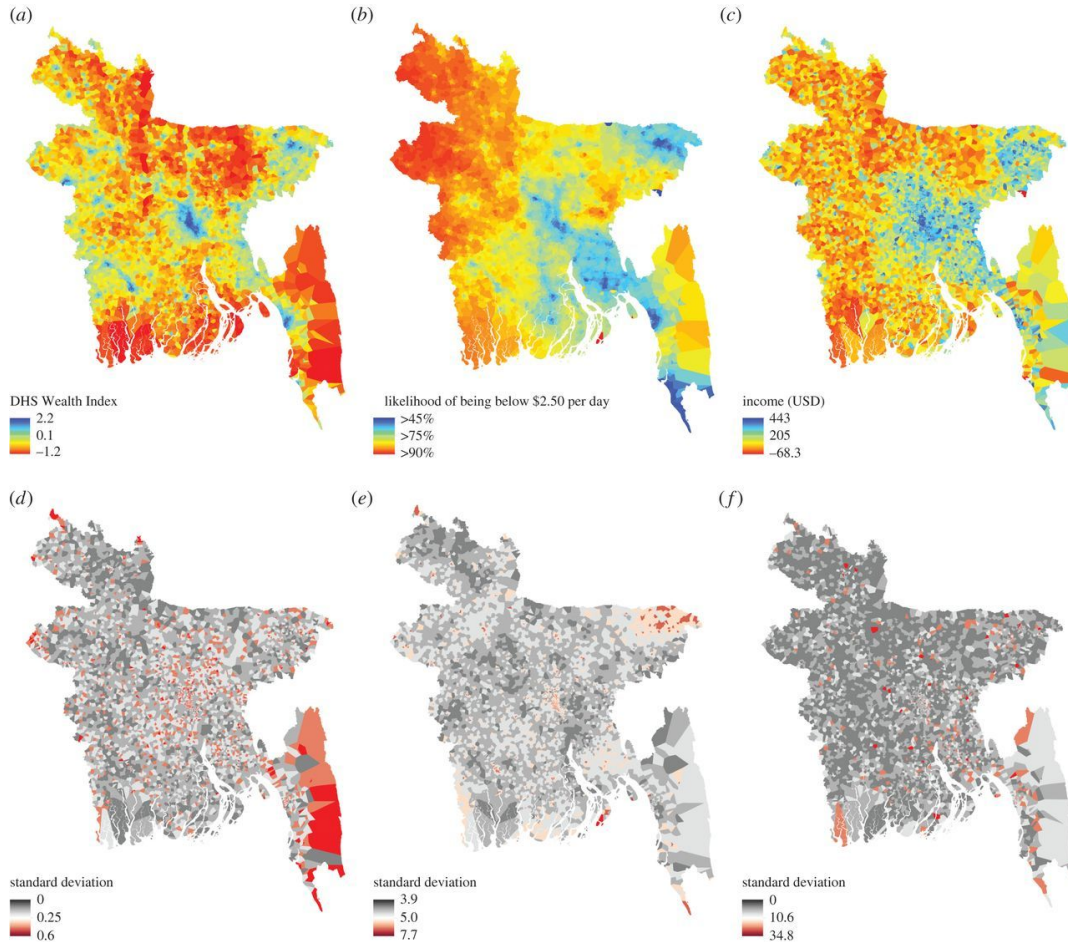 (a)
(b)
(c)
DHS Wealth Index
2.2
0.1
–1.2
likelihood of being below $2.50 per day
>45%
>75%
>90%
income (USD)
443
205
–68.3
(d)
(e)
(f)
standard deviation
0
0.25
0.6
standard deviation
3.9
5.0
7.7
standard deviation
0
10.6
34.8